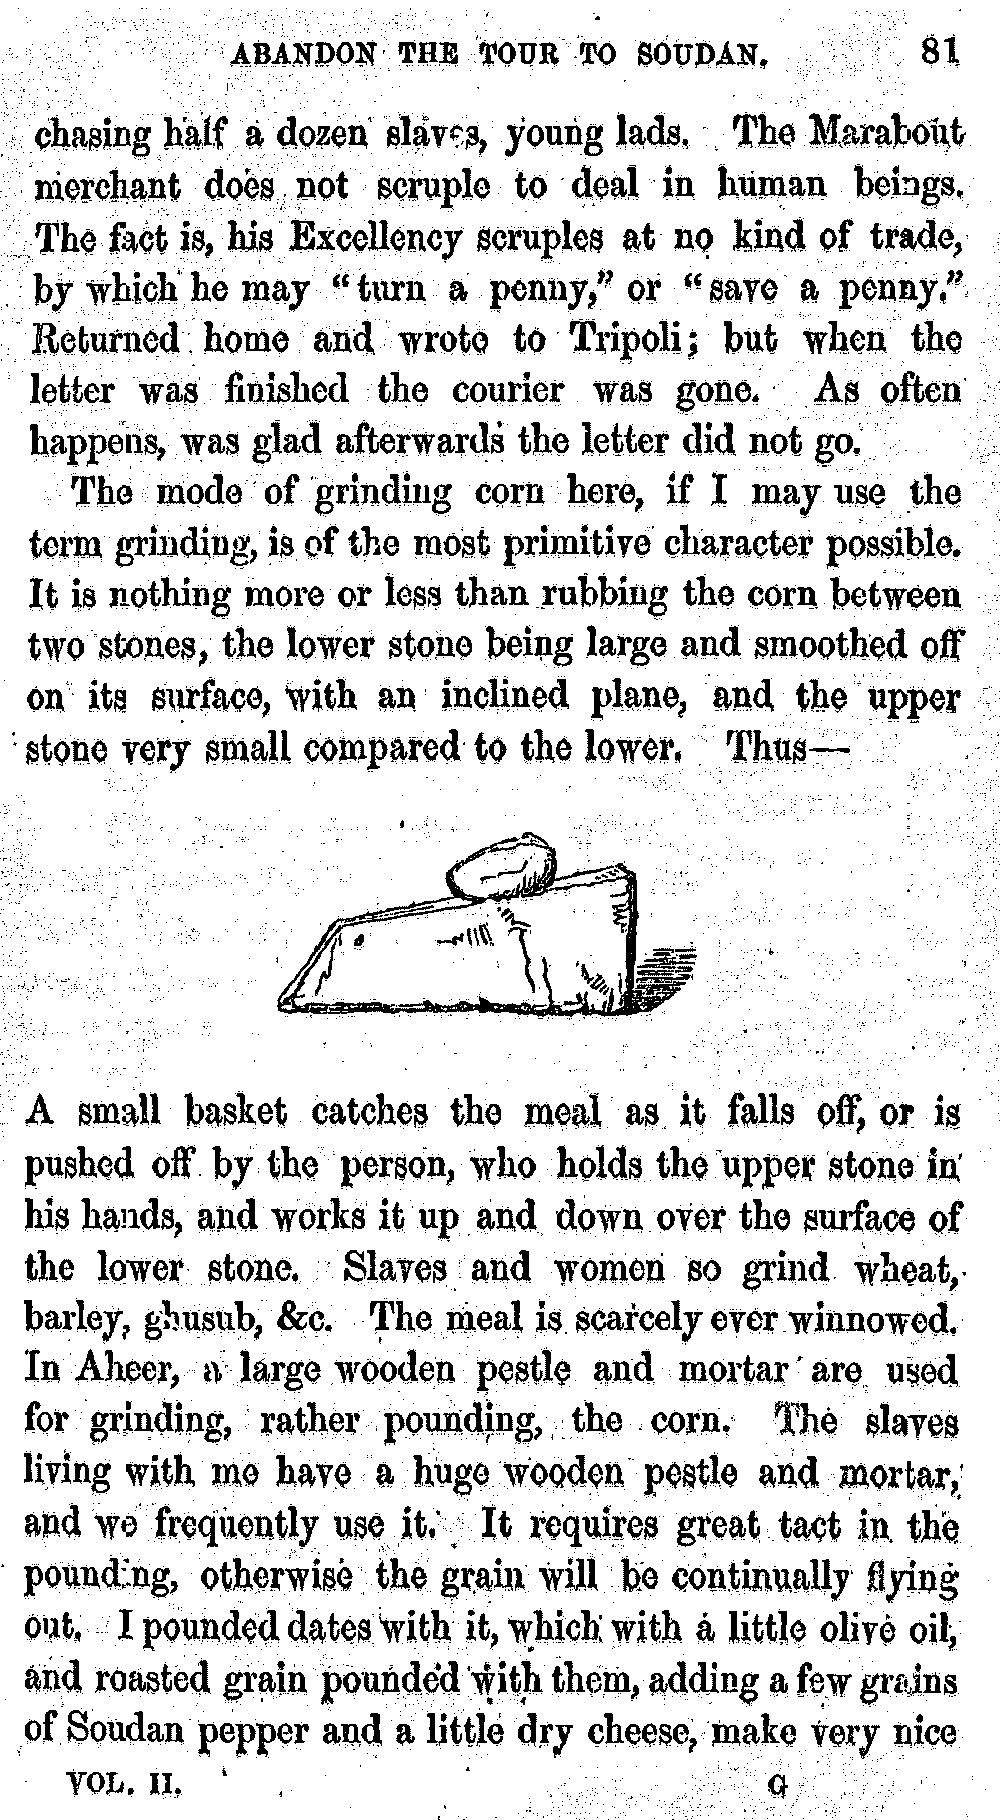 ABANDON THE TOUR TO SOUDAN. 81
chasing half a dozen slaves, young lads. The Marabout
merchant does not scruple to deal in human beings.
The fact is, his Excellency scruples at no kind of trade,
by which he may “turn a penny,” or “save a penny.”
Returned home and wrote to Tripoli; but when the
letter was finished the courier was gone. As often
happens, was glad afterwards the letter did not go.
The mode of grinding corn here, if I may use the
term grinding, is of the most primitive character possible.
It is nothing more or less than rubbing the corn between
two stones, the lower stone being large and smoothed off
on its surface, with an inclined plane, and the upper
stone very small compared to the lower. Thus—
A small basket catches the meal as it falls off, or is
pushed off by the person, who holds the upper stone in
his hands, and works it up and down over the surface of
the lower stone. Slaves and women so grind wheat,
barley, ghusub, &c. The meal is scarcely ever winnowed.
In Aheer, a large wooden pestle and mortar are used
for grinding, rather pounding, the corn. The slaves
living with me have a huge wooden pestle and mortar,
and we frequently use it. It requires great tact in the
pounding, otherwise the grain will be continually flying
out. I pounded dates with it, which with a little olive oil,
and roasted grain pounded with them, adding a few grains
of Soudan pepper and a little dry cheese, make very nice
VOL. II. G